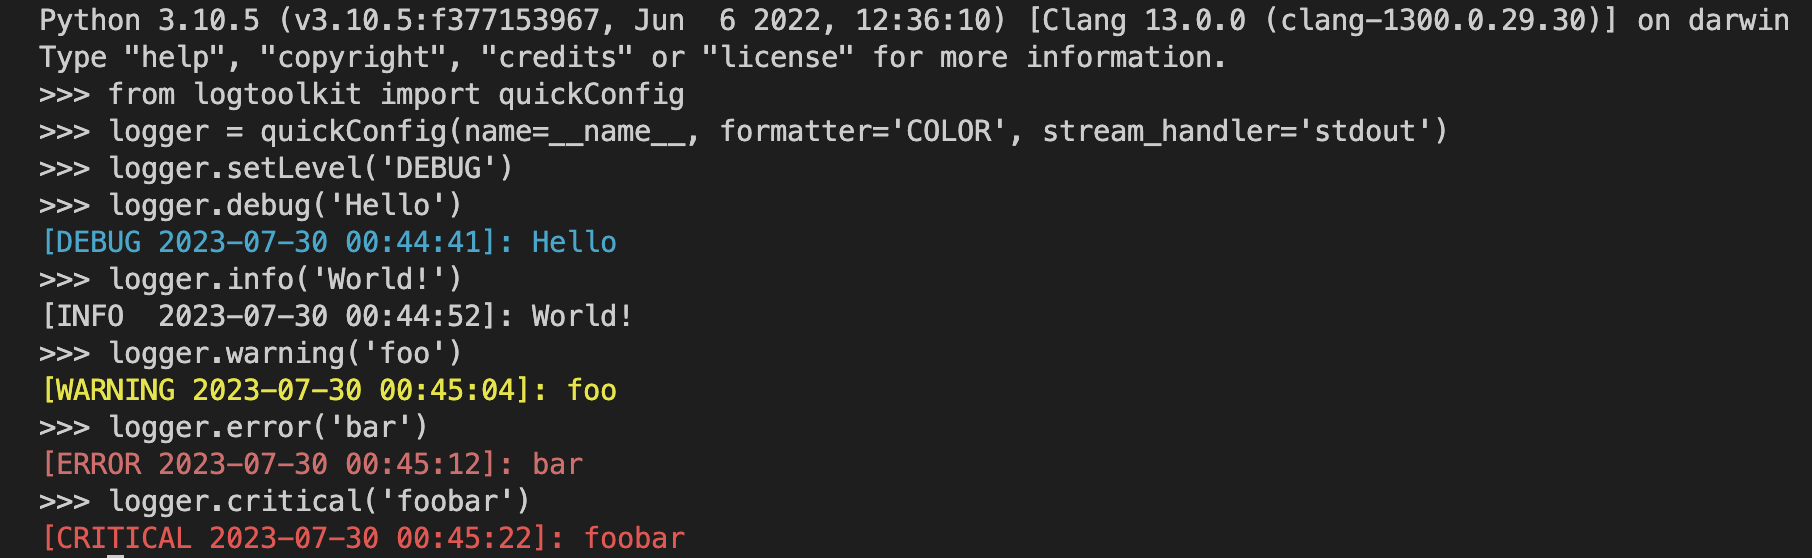 Python 3.10.5 (v3.10.5:f377153967, Jun  6 2022, 12:36:10) [Clang 13.0.0 (clang-1300.0.29.30)] on darwin
Type "help", "copyright", "credits" or "license" for more information.
>>> from logtoolkit import quickConfig
>>> logger = quickConfig(name=__name__, formatter='COLOR', stream_handler='stdout')
>>> logger.setLevel('DEBUG')
>>> logger.debug('Hello')
[DEBUG 2023-07-30 00:44:41]: Hello
>>> logger.info('World!')
[INFO  2023-07-30 00:44:52]: World!
>>> logger.warning('foo')
[WARNING 2023-07-30 00:45:04]: foo
>>> logger.error('bar')
[ERROR 2023-07-30 00:45:12]: bar
>>> logger.critical('foobar')
[CRITICAL 2023-07-30 00:45:22]: foobar